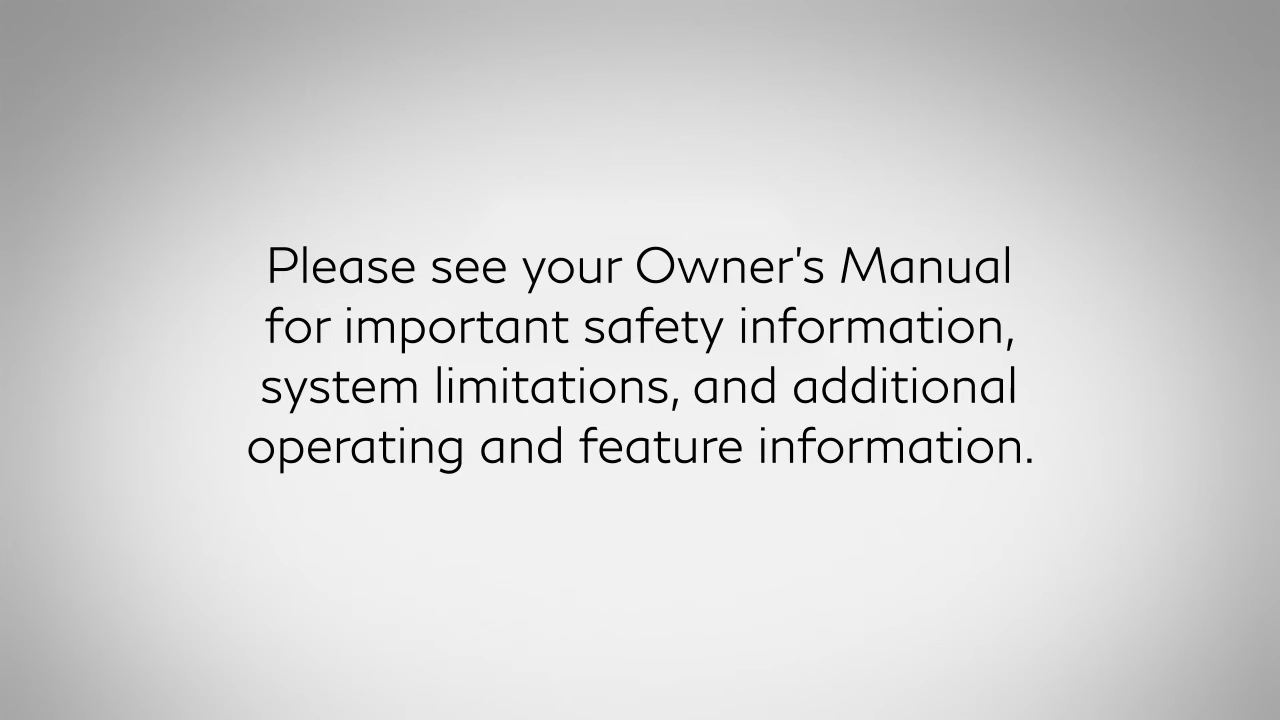 Please see your Owner's Manual
for important safety information,
system limitations, and additional
operating and feature information.